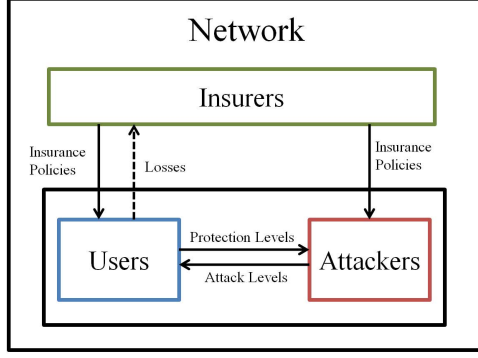 Network
Insurers
Insurance
Policies
Losses
Insurance
Policies
Users
Protection Levels
Attack Levels
Attackers